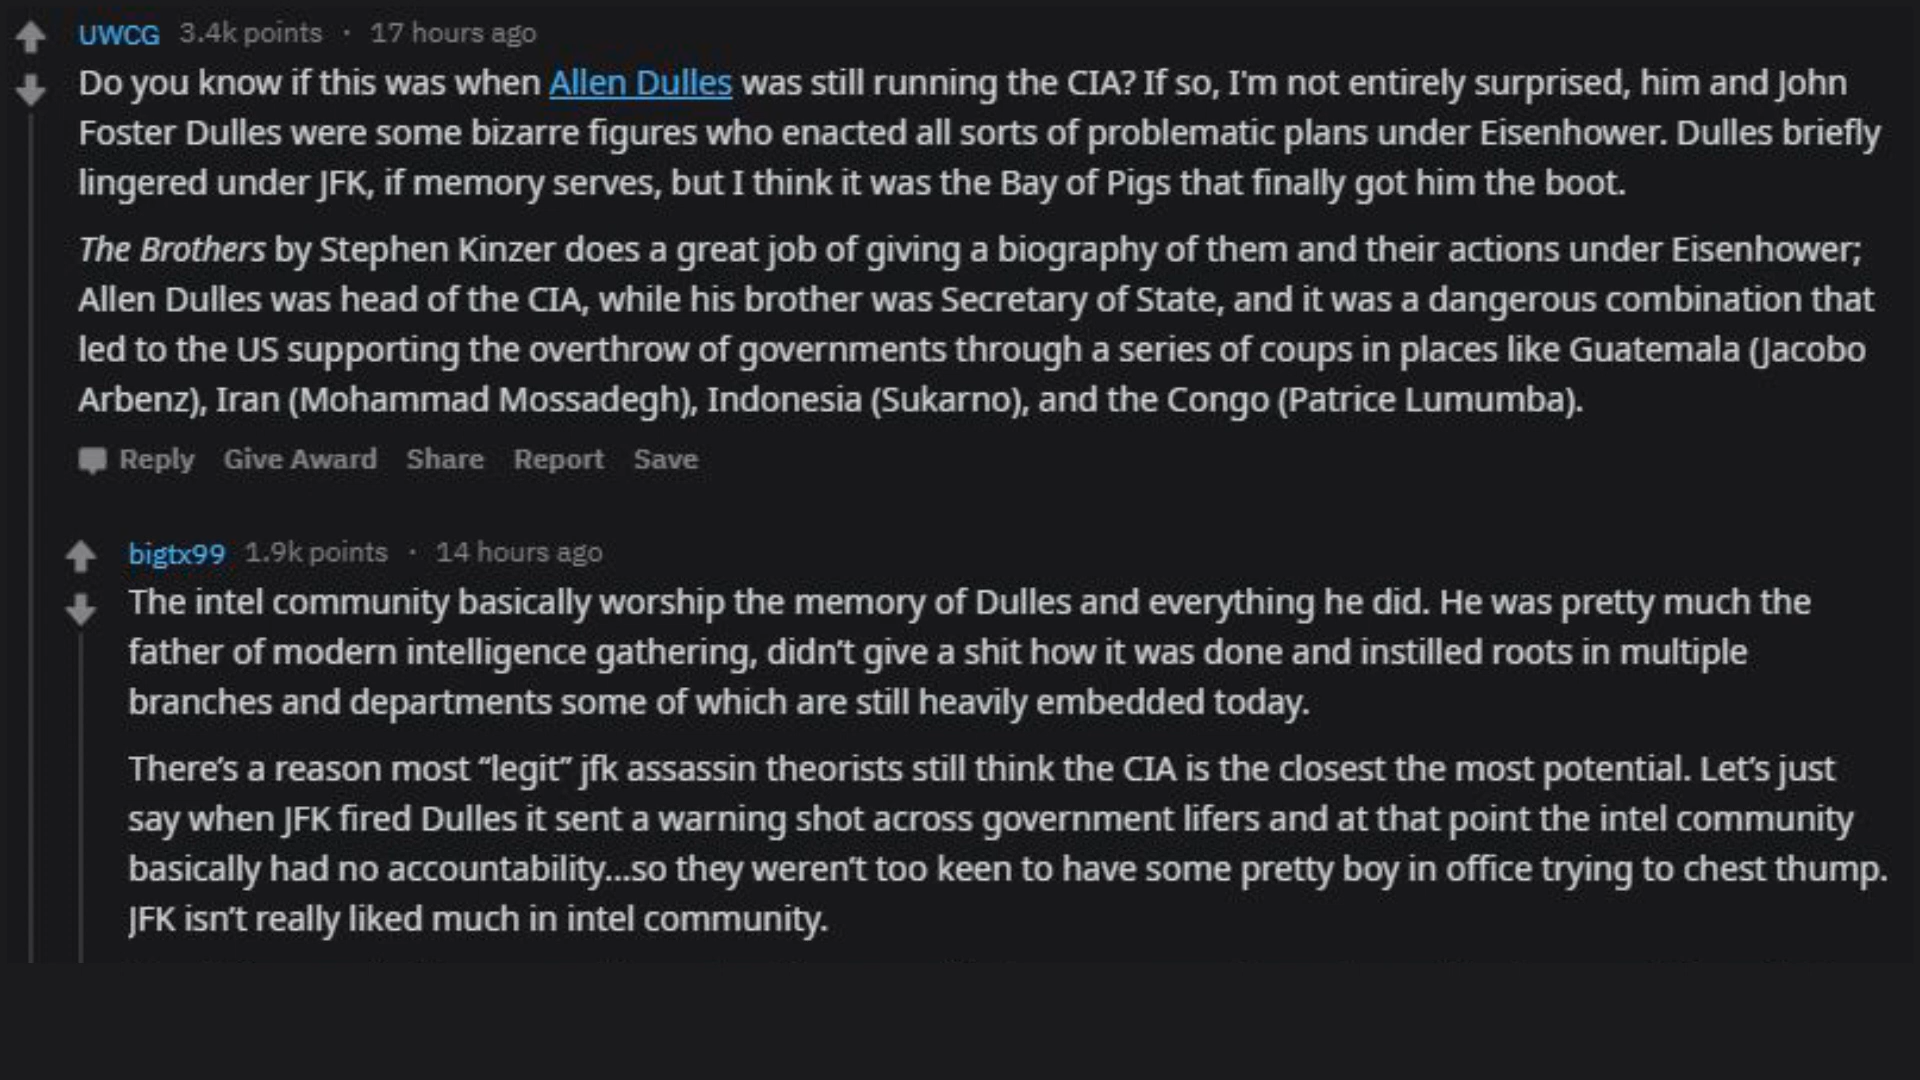 UWCG 3.4k points · 17 hours ago
Do you know if this was when Allen Dulles was still running the CIA? If so, I'm not entirely surprised, him and John
Foster Dulles were some bizarre figures who enacted all sorts of problematic plans under Eisenhower. Dulles briefly
lingered under JFK, if memory serves, but I think it was the Bay of Pigs that finally got him the boot.
The Brothers by Stephen Kinzer does a great job of giving a biography of them and their actions under Eisenhower;
Allen Dulles was head of the CIA, while his brother was Secretary of State, and it was a dangerous combination that
led to the US supporting the overthrow of governments through a series of coups in places like Guatemala (Jacobo
Arbenz), Iran (Mohammad Mossadegh), Indonesia (Sukarno), and the Congo (Patrice Lumumba).
Reply Give Award Share Report Save
bigtx99 1.9k points · 14 hours ago
The intel community basically worship the memory of Dulles and everything he did. He was pretty much the
father of modern intelligence gathering, didn’t give a shit how it was done and instilled roots in multiple
branches and departments some of which are still heavily embedded today.
There’s a reason most “legit” jfk assassin theorists still think the CIA is the closest the most potential. Let’s just
say when JFK fired Dulles it sent a warning shot across government lifers and at that point the intel community
basically had no accountability...so they weren’t too keen to have some pretty boy in office trying to chest thump.
JFK isn’t really liked much in intel community.